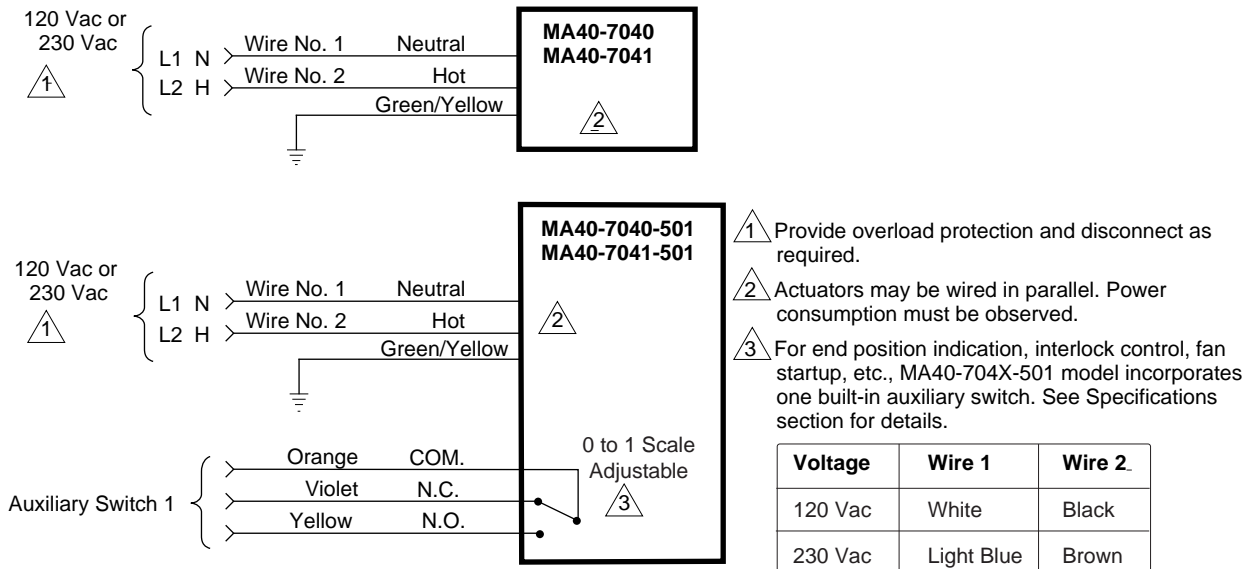 120 Vac or
230 Vac
1
L1 N
L2 H
Wire No. 1 Neutral
Wire No. 2 Hot
Green/Yellow
MA40-7040
MA40-7041
2
120 Vac or
230 Vac
1
L1 N
L2 H
Wire No. 1 Neutral
Wire No. 2 Hot
Green/Yellow
MA40-7040-501
MA40-7041-501
2
0 to 1 Scale
Adjustable
3
Auxiliary Switch 1
Orange COM.
Violet N.C.
Yellow N.O.
1 Provide overload protection and disconnect as
required.
2 Actuators may be wired in parallel. Power
consumption must be observed.
3 For end position indication, interlock control, fan
startup, etc., MA40-704X-501 model incorporates
one built-in auxiliary switch. See Specifications
section for details.
Voltage Wire 1 Wire 2
120 Vac White Black
230 Vac Light Blue Brown